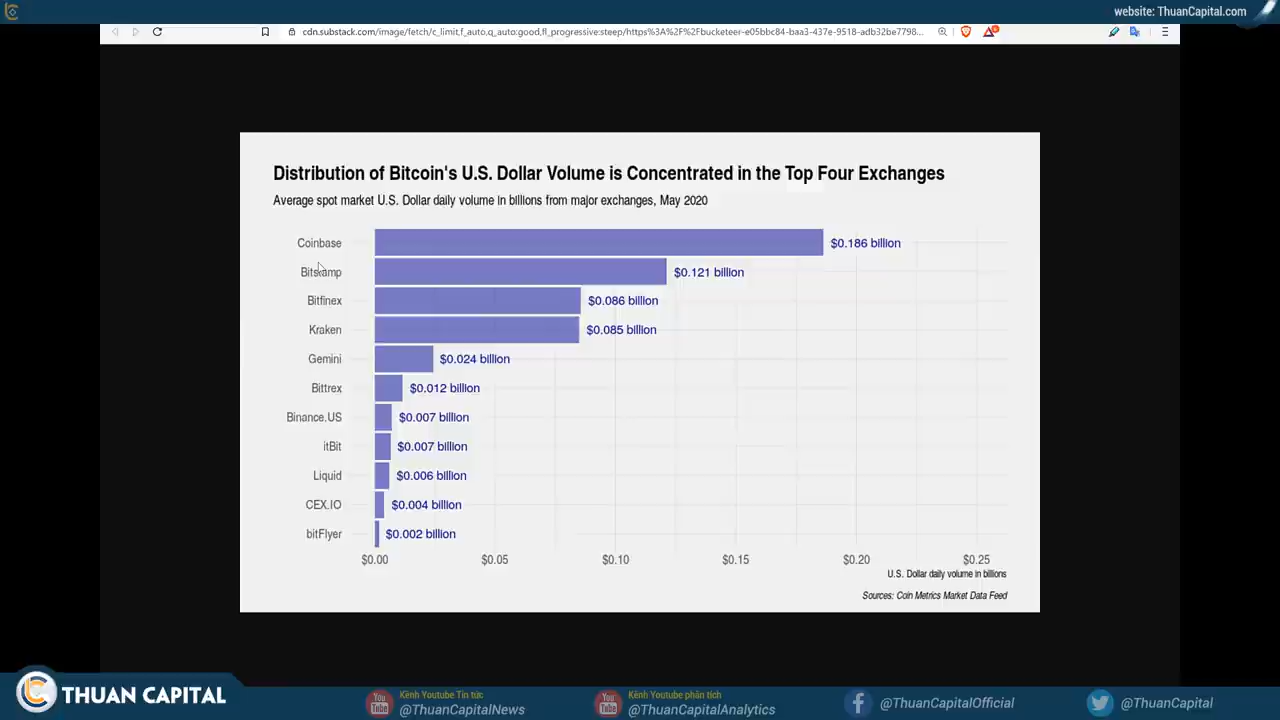 website: ThuanCapital.com
cdn.substack.com/image/fetch/c_limit,f_auto,q_auto:good,fl_progressive:steep/https%3A%2F%2Fbucketeer-e05bbc84-baa3-437e-9518-adb32be7798...
Distribution of Bitcoin's U.S. Dollar Volume is Concentrated in the Top Four Exchanges
Average spot market U.S. Dollar daily volume in billions from major exchanges, May 2020
Coinbase $0.186 billion
Bitstamp $0.121 billion
Bitfinex $0.086 billion
Kraken $0.085 billion
Gemini $0.024 billion
Bittrex $0.012 billion
Binance.US $0.007 billion
itBit $0.007 billion
Liquid $0.006 billion
CEX.IO $0.004 billion
bitFlyer $0.002 billion
$0.00 $0.05 $0.10 $0.15 $0.20 $0.25
U.S. Dollar daily volume in billions
Sources: Coin Metrics Market Data Feed
THUAN CAPITAL
You Tube
Kênh Youtube Tin tức
@ThuanCapitalNews
You Tube
Kênh Youtube phân tích
@ThuanCapitalAnalytics
@ThuanCapitalOfficial
@ThuanCapital